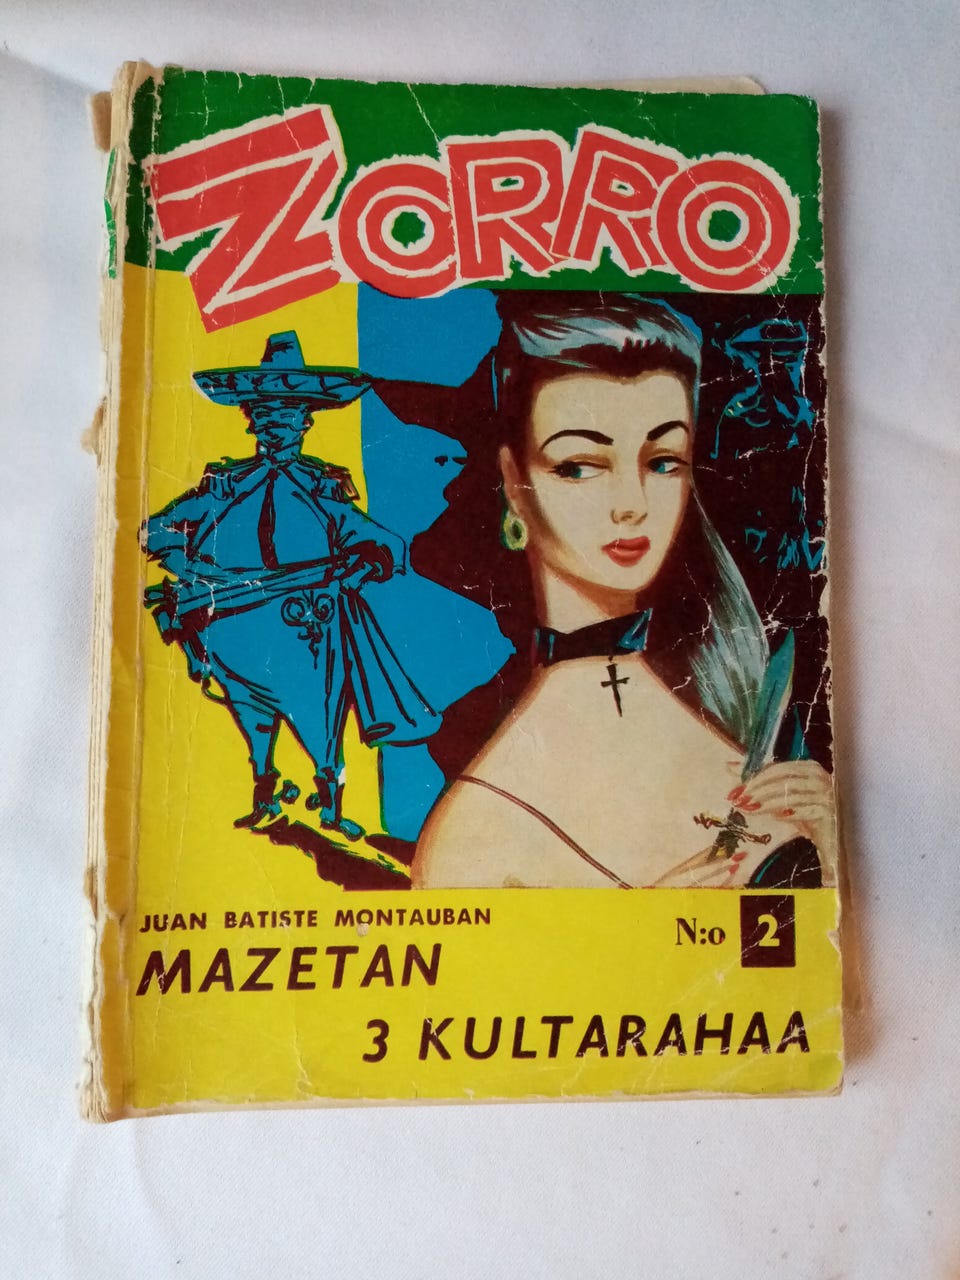 ZORRO
JUAN BATISTE MONTAUBAN
N:o 2
MAZETAN
3 KULTARAHAA